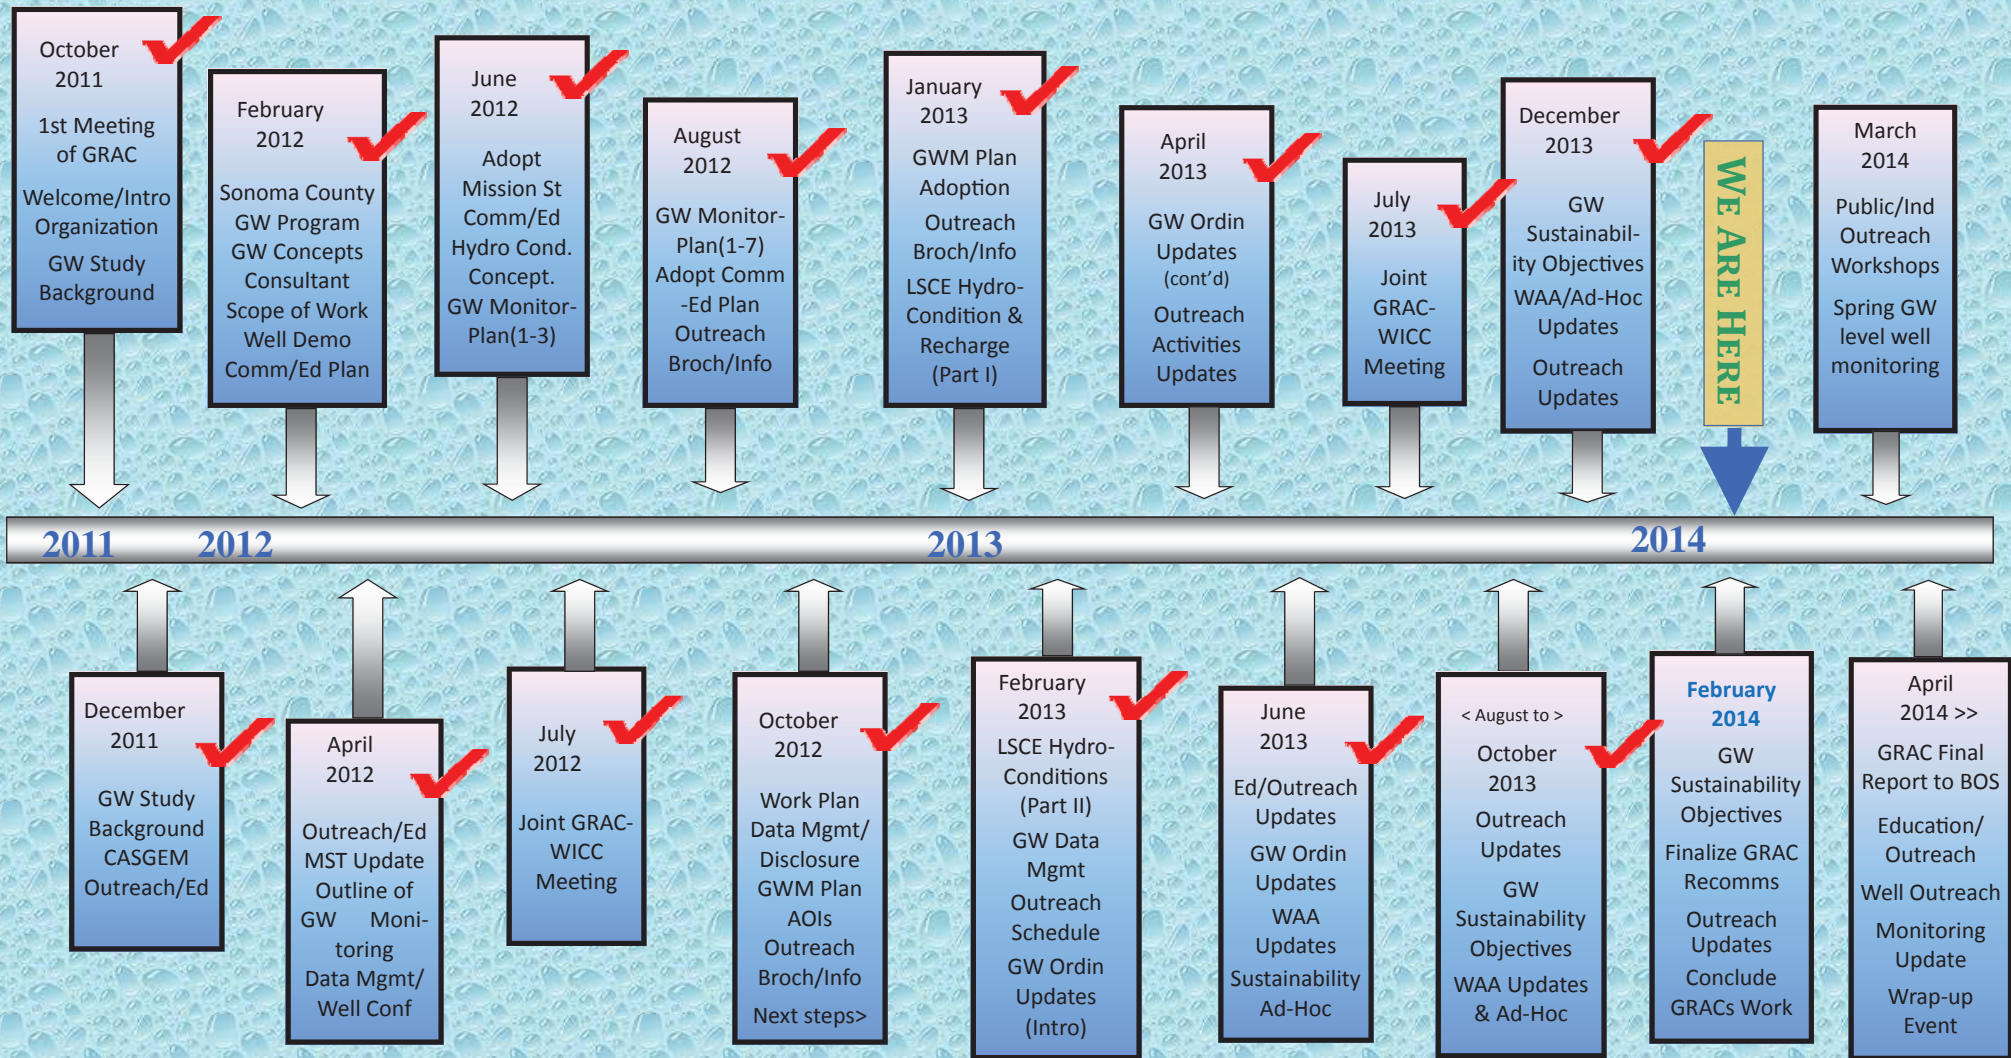 October
2011
1st Meeting
of GRAC
Welcome/Intro
Organization
GW Study
Background
February
2012
Sonoma County
GW Program
GW Concepts
Consultant
Scope of Work
Well Demo
Comm/Ed Plan
June
2012
Adopt
Mission St
Comm/Ed
Hydro Cond.
Concept.
GW Monitor-
Plan(1-3)
August
2012
GW Monitor-
Plan(1-7)
Adopt Comm
-Ed Plan
Outreach
Broch/Info
January
2013
GWM Plan
Adoption
Outreach
Broch/Info
LSCE Hydro-
Condition &
Recharge
(Part I)
April
2013
GW Ordin
Updates
(cont'd)
Outreach
Activities
Updates
July
2013
Joint
GRAC-
WICC
Meeting
December
2013
GW
Sustainabil-
ity Objectives
WAA/Ad-Hoc
Updates
Outreach
Updates
WE ARE HERE
March
2014
Public/Ind
Outreach
Workshops
Spring GW
level well
monitoring
2011
2012
2013
2014
December
2011
GW Study
Background
CASGEM
Outreach/Ed
April
2012
Outreach/Ed
MST Update
Outline of
GW Moni-
toring
Data Mgmt/
Well Conf
July
2012
Joint GRAC-
WICC
Meeting
October
2012
Work Plan
Data Mgmt/
Disclosure
GWM Plan
AOIs
Outreach
Broch/Info
Next steps>
February
2013
LSCE Hydro-
Conditions
(Part II)
GW Data
Mgmt
Outreach
Schedule
GW Ordin
Updates
(Intro)
June
2013
Ed/Outreach
Updates
GW Ordin
Updates
WAA
Updates
Sustainability
Ad-Hoc
< August to >
October
2013
Outreach
Updates
GW
Sustainability
Objectives
WAA Updates
& Ad-Hoc
February
2014
GW
Sustainability
Objectives
Finalize GRAC
Recomms
Outreach
Updates
Conclude
GRACs Work
April
2014 >>
GRAC Final
Report to BOS
Education/
Outreach
Well Outreach
Monitoring
Update
Wrap-up
Event